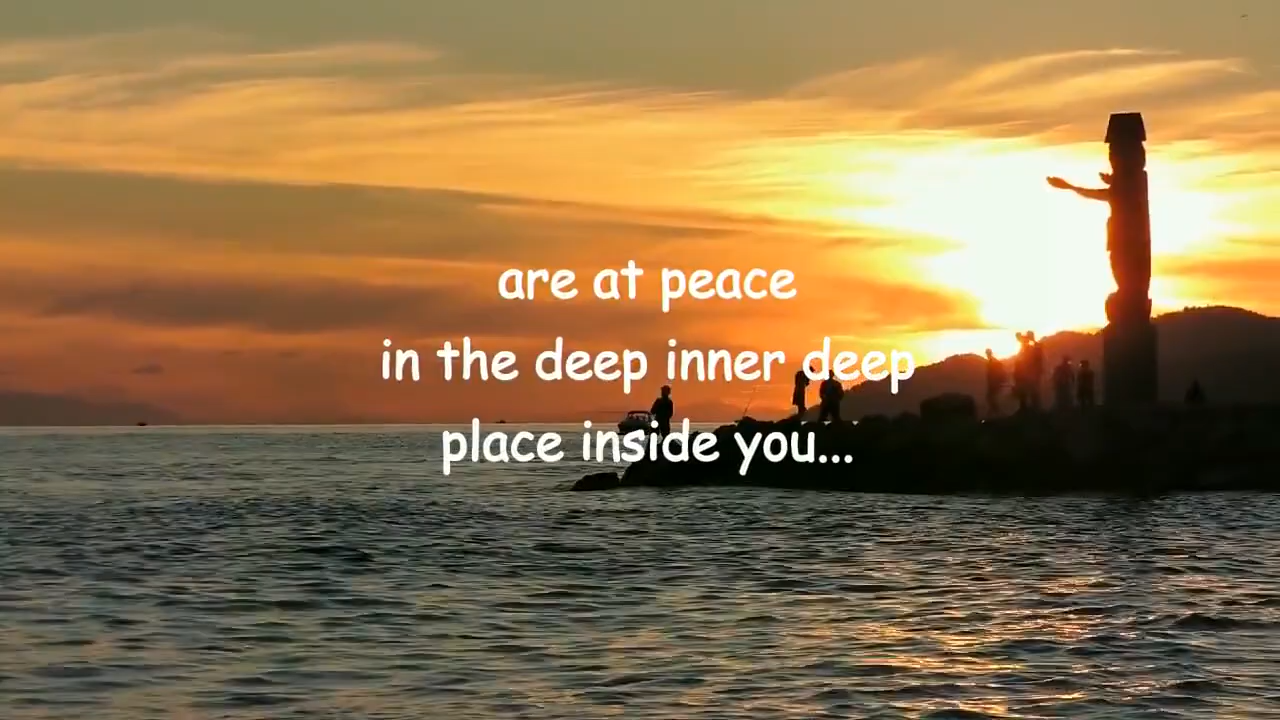 are at peace
in the deep inner deep
place inside you...